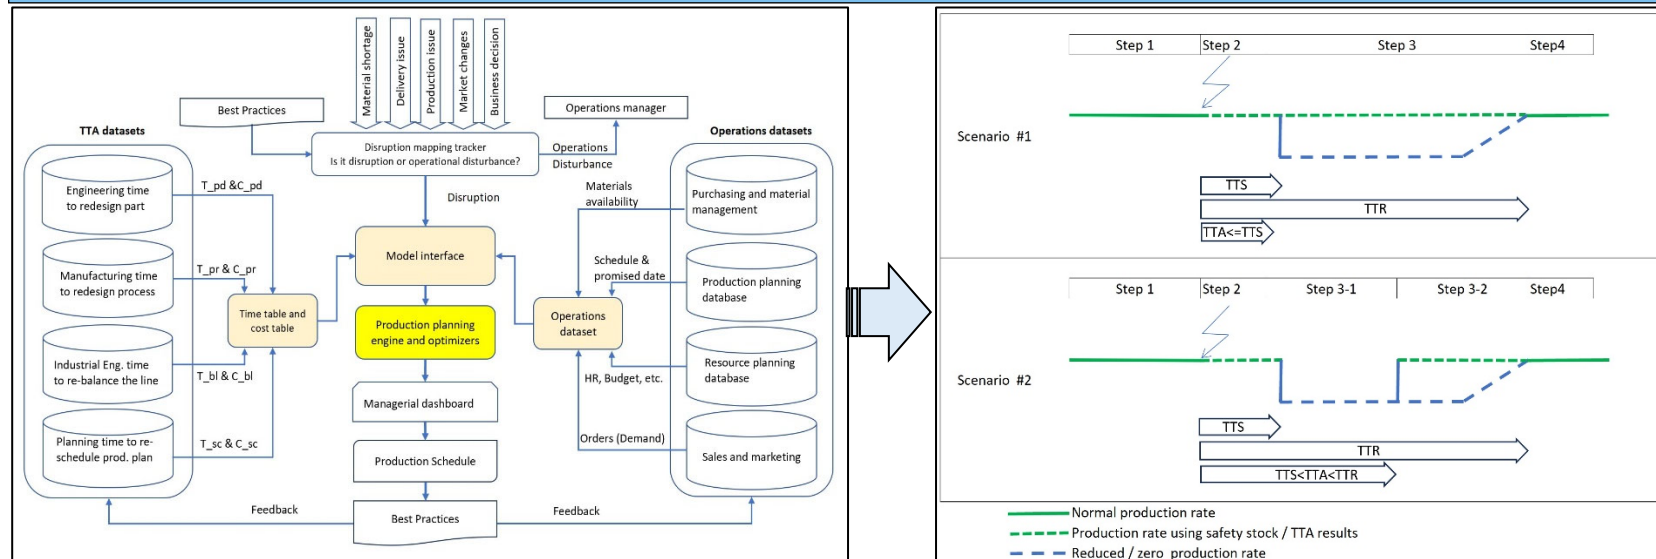 Material shortage
Delivery issue
Production issue
Market changes
Business decision
Best Practices
Operations manager
TTA datasets
Operations datasets
Disruption mapping tracker
Is it disruption or operational disturbance?
Operations
Disturbance
Engineering time
to redesign part
T_pd &C_pd
Disruption
Materials
availability
Purchasing and material
management
Manufacturing time
to redesign process
T_pr & C_pr
Model interface
Schedule &
promised date
Production planning
database
Time table and
cost table
Production planning
engine and optimizers
Operations
dataset
Industrial Eng. time
to re-balance the line
T_bl & C_bl
Resource planning
database
HR, Budget, etc.
Managerial dashboard
Planning time to re-
schedule prod. plan
T_sc & C_sc
Orders (Demand)
Sales and marketing
Production Schedule
Feedback
Best Practices
Feedback
Step 1
Step 2
Step 3
Step4
Scenario #1
TTS
TTR
TTA<=TTS
Step 1
Step 2
Step 3-1
Step 3-2
Step4
Scenario #2
TTS
TTR
TTS<TTA<TTR
Normal production rate
Production rate using safety stock / TTA results
Reduced / zero production rate